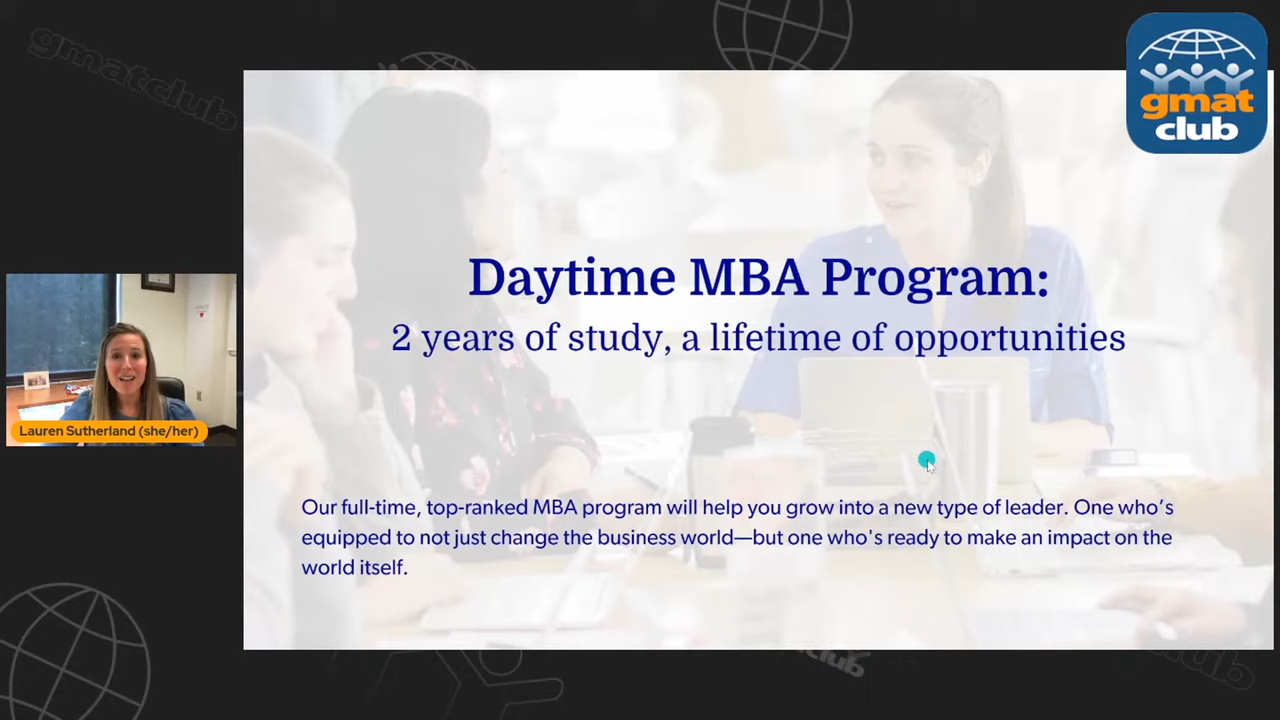 gmatclub
gmat
club
Daytime MBA Program:
2 years of study, a lifetime of opportunities
Lauren Sutherland (she/her)
Our full-time, top-ranked MBA program will help you grow into a new type of leader. One who’s
equipped to not just change the business world—but one who's ready to make an impact on the
world itself.
club